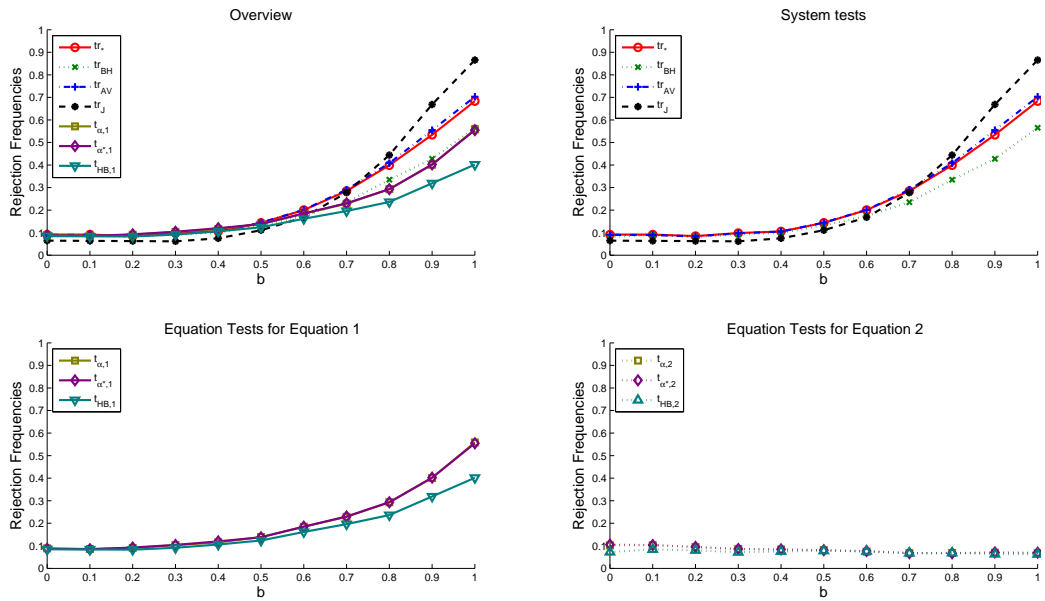 Overview
Rejection Frequencies
1
0.9
0.8
0.7
0.6
0.5
0.4
0.3
0.2
0.1
0
tr*
trBH
trAV
trJ
tα,1
tα*,1
tHB,1
0 0.1 0.2 0.3 0.4 0.5 0.6 0.7 0.8 0.9 1
b
System tests
Rejection Frequencies
1
0.9
0.8
0.7
0.6
0.5
0.4
0.3
0.2
0.1
0
tr*
trBH
trAV
trJ
0 0.1 0.2 0.3 0.4 0.5 0.6 0.7 0.8 0.9 1
b
Equation Tests for Equation 1
Rejection Frequencies
1
0.9
0.8
0.7
0.6
0.5
0.4
0.3
0.2
0.1
0
tα,1
tα*,1
tHB,1
0 0.1 0.2 0.3 0.4 0.5 0.6 0.7 0.8 0.9 1
b
Equation Tests for Equation 2
Rejection Frequencies
1
0.9
0.8
0.7
0.6
0.5
0.4
0.3
0.2
0.1
0
tα,2
tα*,2
tHB,2
0 0.1 0.2 0.3 0.4 0.5 0.6 0.7 0.8 0.9 1
b